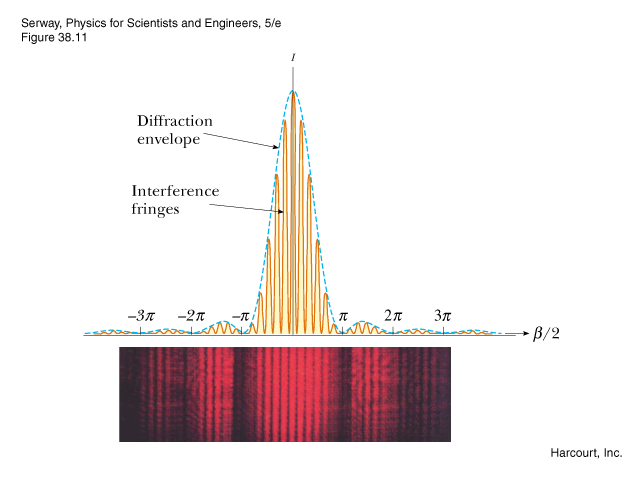 Serway, Physics for Scientists and Engineers, 5/e
Figure 38.11
I
Diffraction
envelope
Interference
fringes
−3π −2π −π π 2π 3π
β/2
Harcourt, Inc.